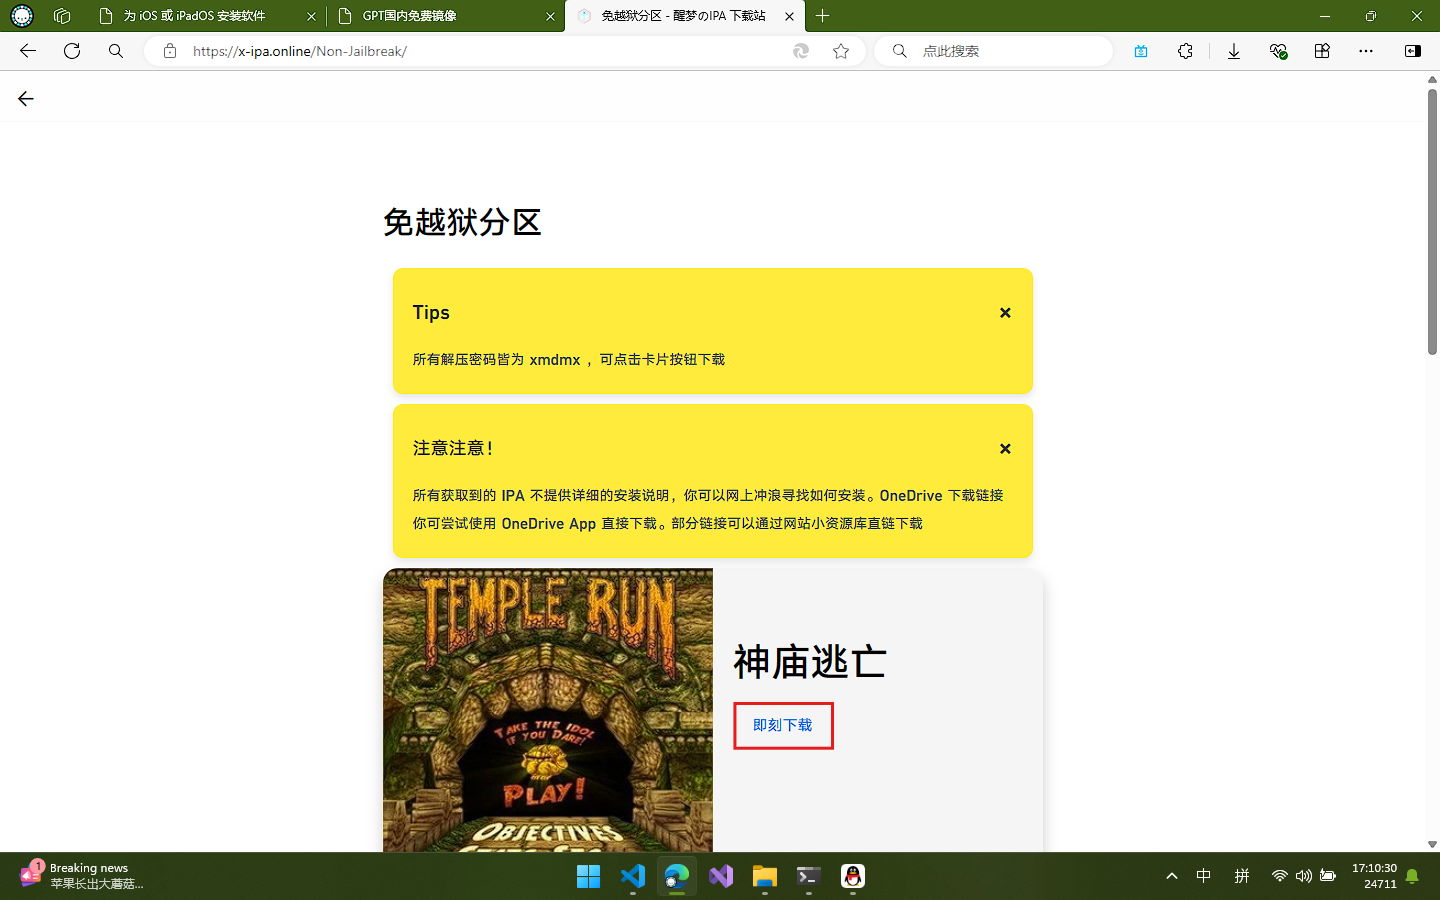 为 iOS 或 iPadOS 安装软件
GPT国内免费镜像
免越狱分区 - 醒梦のIPA 下载站
https://x-ipa.online/Non-Jailbreak/
点此搜索
免越狱分区
Tips
所有解压密码皆为 xmdmx ，可点击卡片按钮下载
注意注意！
所有获取到的 IPA 不提供详细的安装说明，你可以网上冲浪寻找如何安装。OneDrive 下载链接
你可尝试使用 OneDrive App 直接下载。部分链接可以通过网站小资源库直链下载
TEMPLE RUN
TAKE THE IDOL
IF YOU DARE!
PLAY!
OBJECTIVES
神庙逃亡
即刻下载
1
Breaking news
苹果长出大蘑菇...
中
拼
17:10:30
24711